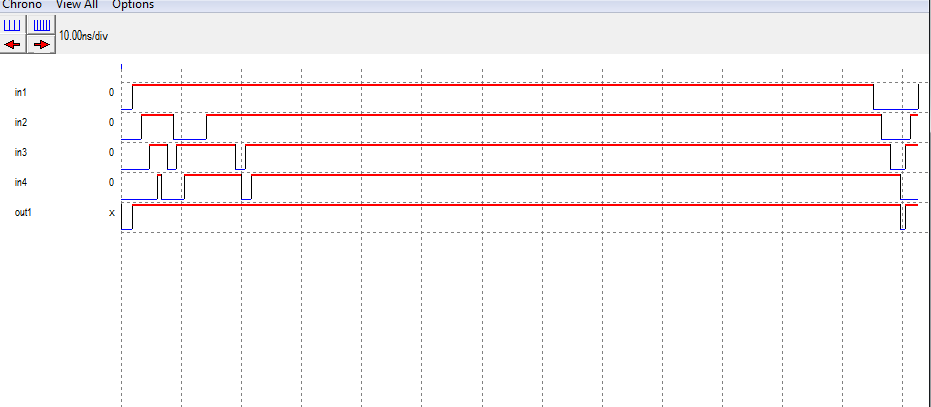 Chrono View All Options
10.00ns/div
in1 0
in2 0
in3 0
in4 0
out1 x